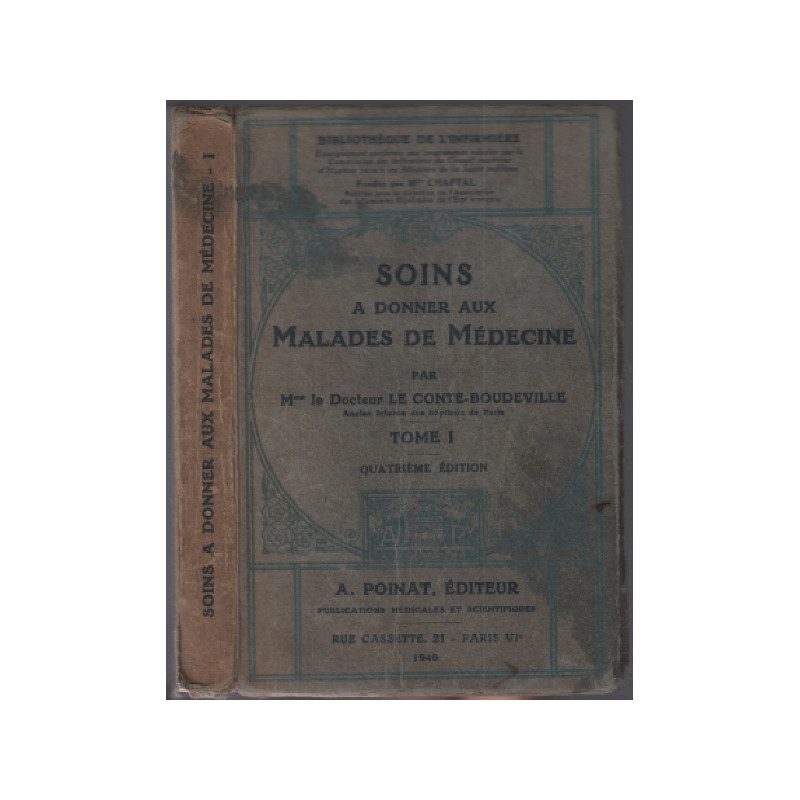 SOINS A DONNER AUX MALADES DE MÉDECINE - I
BIBLIOTHÈQUE DE L'INFIRMIÈRE
Fondée par Mlle CHAPTAL
SOINS
A DONNER AUX
MALADES DE MÉDECINE
PAR
Mme le Docteur LE CONTE-BOUDEVILLE
Ancien Interne des hôpitaux de Paris
TOME I
QUATRIÈME ÉDITION
A P
A. POINAT, ÉDITEUR
PUBLICATIONS MÉDICALES ET SCIENTIFIQUES
RUE CASSETTE, 21 - PARIS VIe
1940